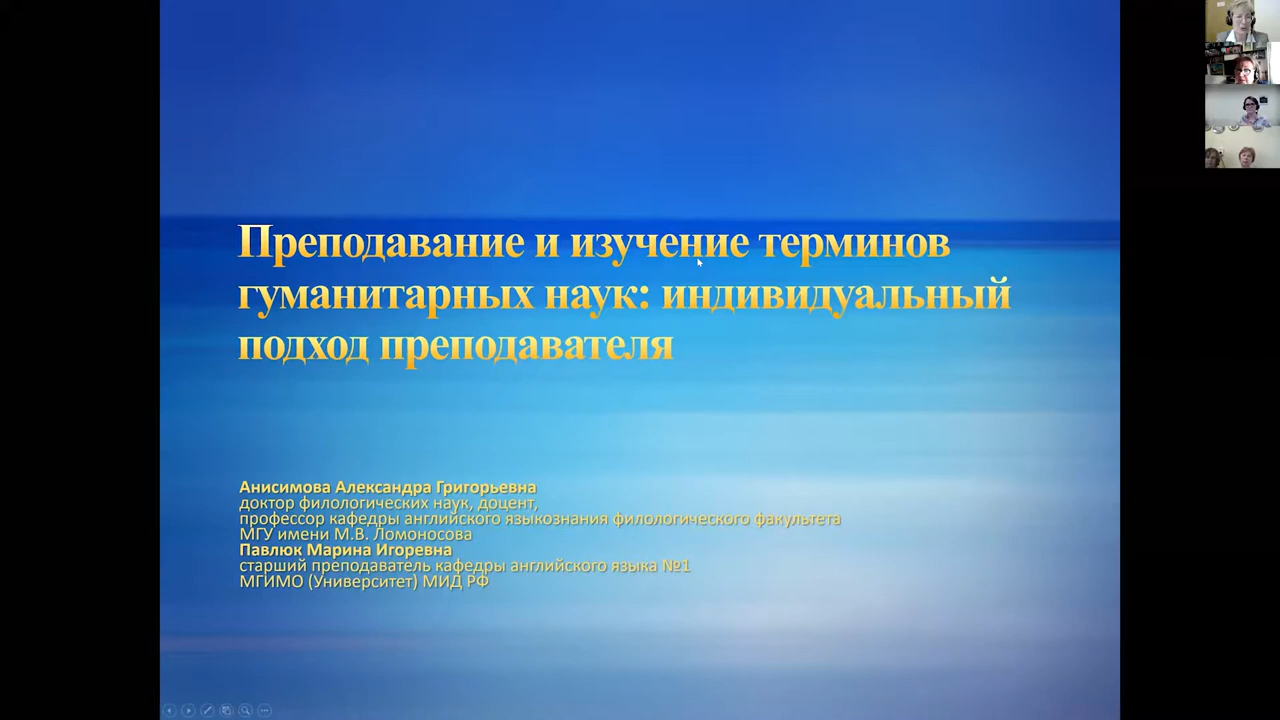 Преподавание и изучение терминов
гуманитарных наук: индивидуальный
подход преподавателя
Анисимова Александра Григорьевна
доктор филологических наук, доцент,
профессор кафедры английского языкознания филологического факультета
МГУ имени М.В. Ломоносова
Павлюк Марина Игоревна
старший преподаватель кафедры английского языка №1
МГИМО (Университет) МИД РФ